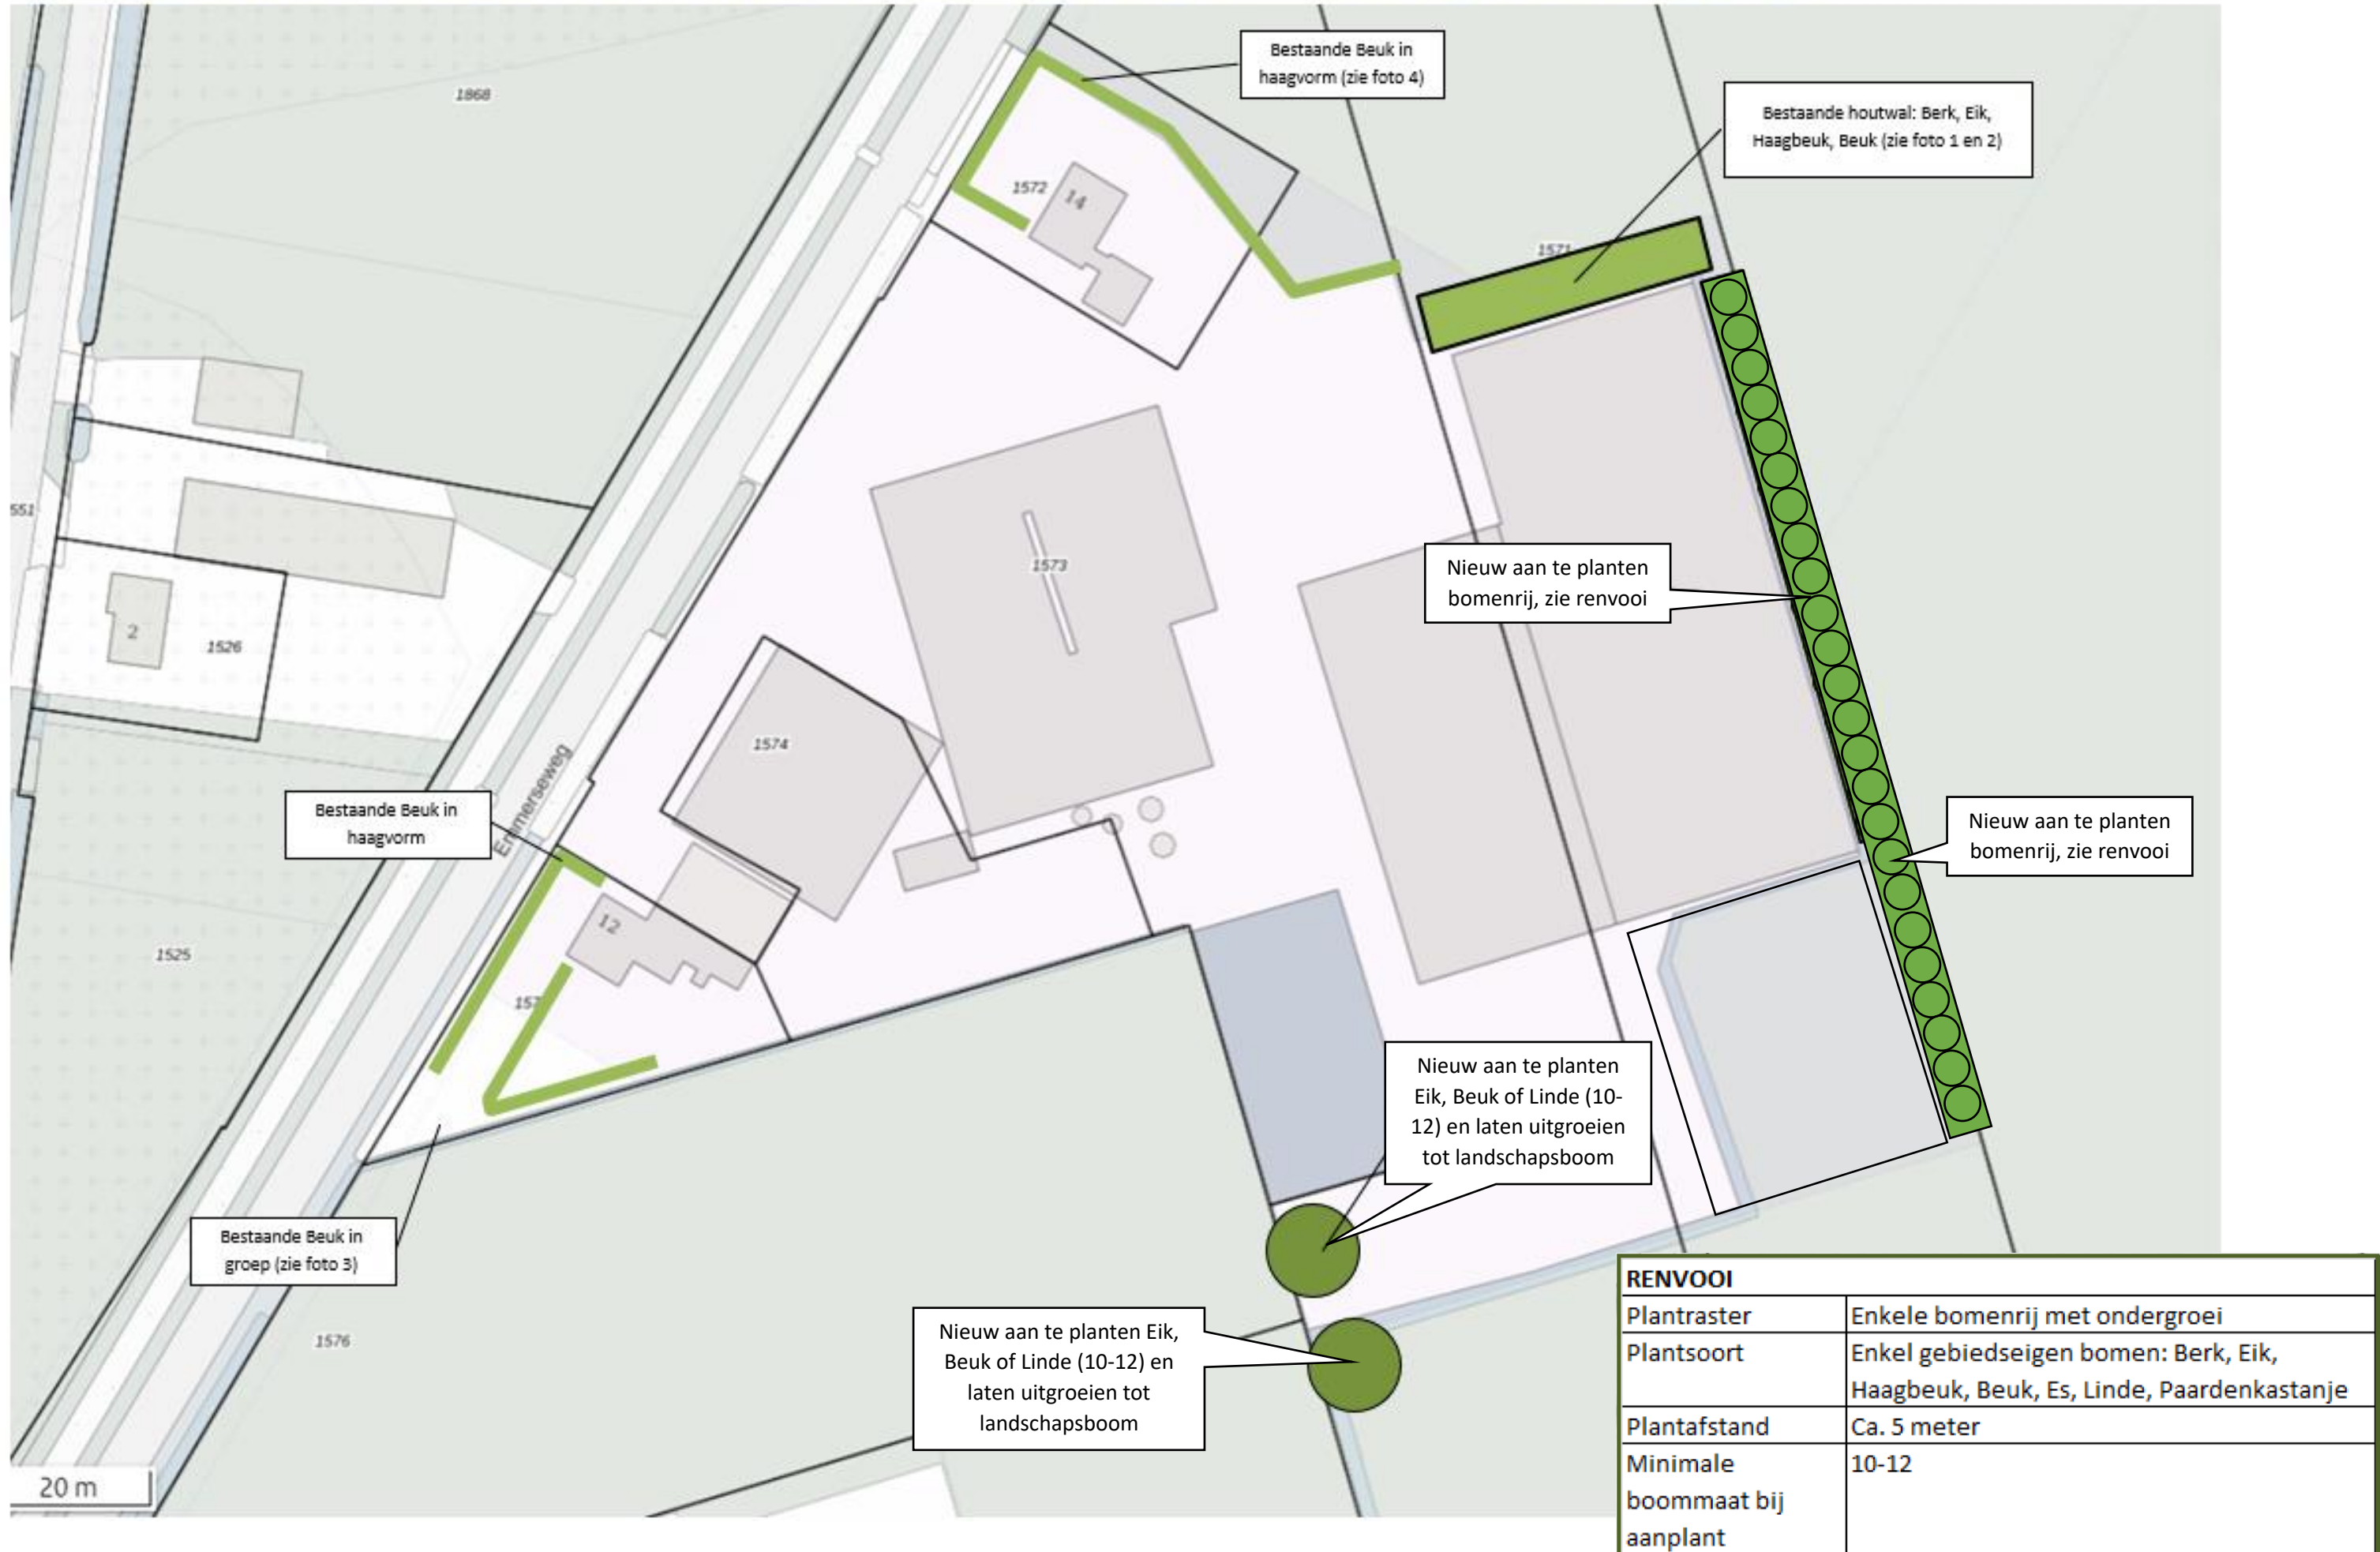 1868
Bestaande Beuk in
haagvorm (zie foto 4)
Bestaande houtwal: Berk, Eik,
Haagbeuk, Beuk (zie foto 1 en 2)
1572
14
1571
551
1573
Nieuw aan te planten
bomenrij, zie renvooi
2
1526
1574
Emmerseweg
Bestaande Beuk in
haagvorm
Nieuw aan te planten
bomenrij, zie renvooi
12
1525
157
Nieuw aan te planten
Eik, Beuk of Linde (10-
12) en laten uitgroeien
tot landschapsboom
Bestaande Beuk in
groep (zie foto 3)
1576
Nieuw aan te planten Eik,
Beuk of Linde (10-12) en
laten uitgroeien tot
landschapsboom
20 m
RENVOOI
Plantraster Enkele bomenrij met ondergroei
Plantsoort Enkel gebiedseigen bomen: Berk, Eik,
Haagbeuk, Beuk, Es, Linde, Paardenkastanje
Plantafstand Ca. 5 meter
Minimale 10-12
boommaat bij
aanplant